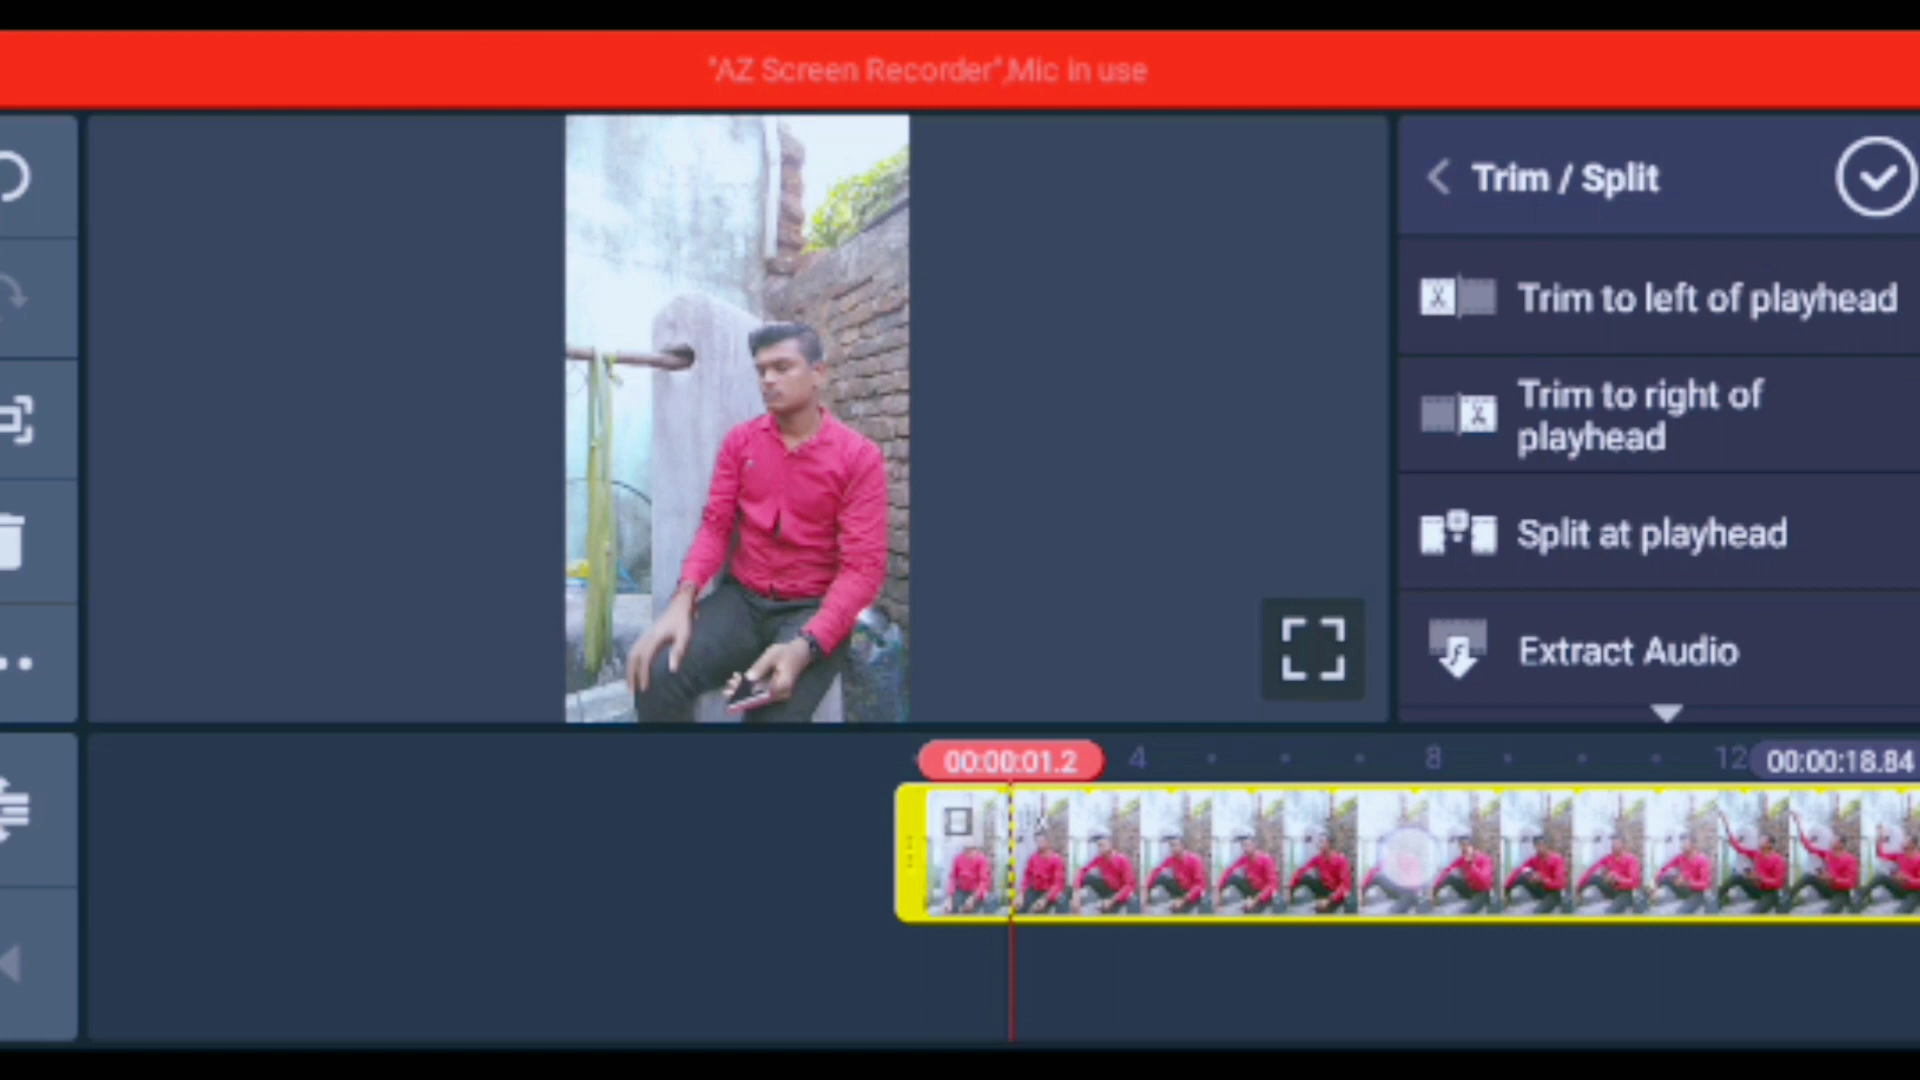 "AZ Screen Recorder",Mic in use
Trim / Split
Trim to left of playhead
Trim to right of
playhead
Split at playhead
Extract Audio
00:00:01.2
4
8
12
00:00:18.84